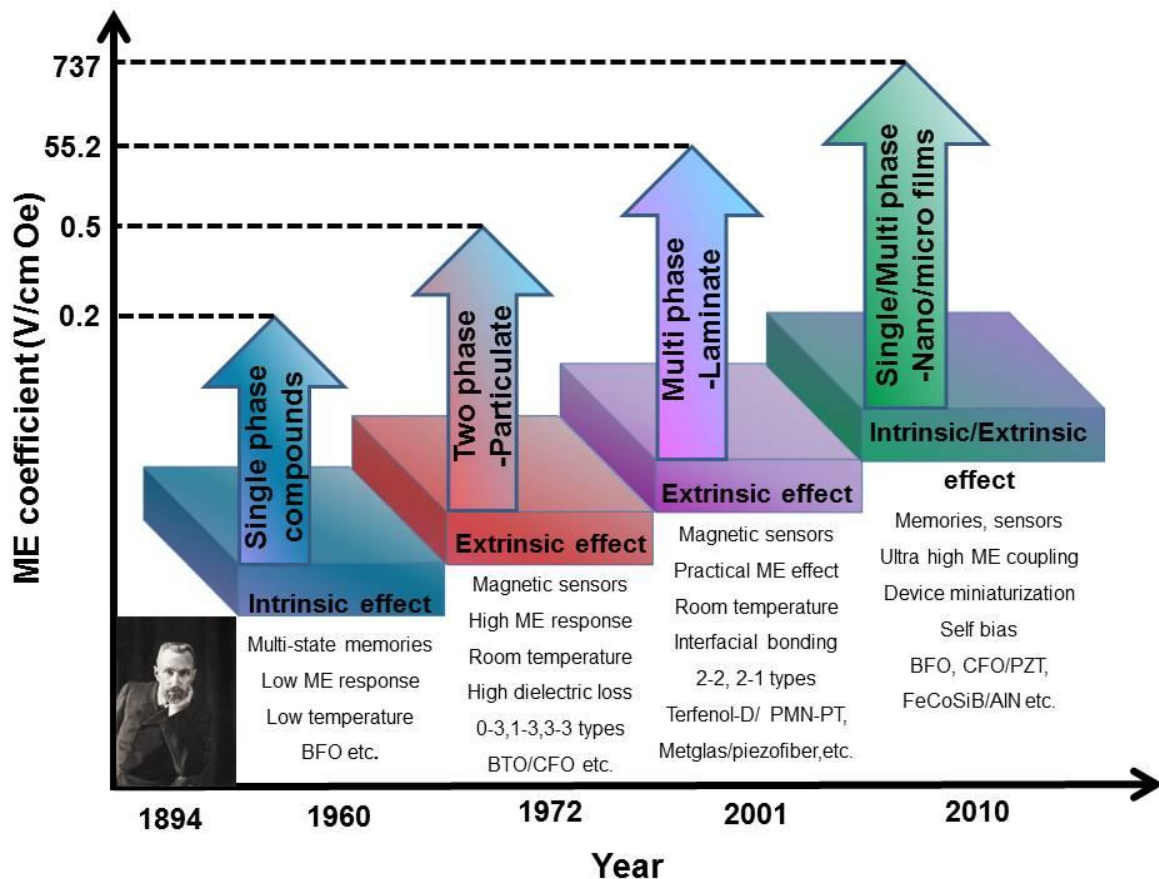 ME coefficient (V/cm Oe)
737
55.2
0.5
0.2
Single phase
compounds
Intrinsic effect
Multi-state memories
Low ME response
Low temperature
BFO etc.
Two phase
-Particulate
Extrinsic effect
Magnetic sensors
High ME response
Room temperature
High dielectric loss
0-3,1-3,3-3 types
BTO/CFO etc.
Multi phase
-Laminate
Extrinsic effect
Magnetic sensors
Practical ME effect
Room temperature
Interfacial bonding
2-2, 2-1 types
Terfenol-D/ PMN-PT,
Metglas/piezofiber,etc.
Single/Multi phase
-Nano/micro films
Intrinsic/Extrinsic
effect
Memories, sensors
Ultra high ME coupling
Device miniaturization
Self bias
BFO, CFO/PZT,
FeCoSiB/AlN etc.
1894
1960
1972
2001
2010
Year